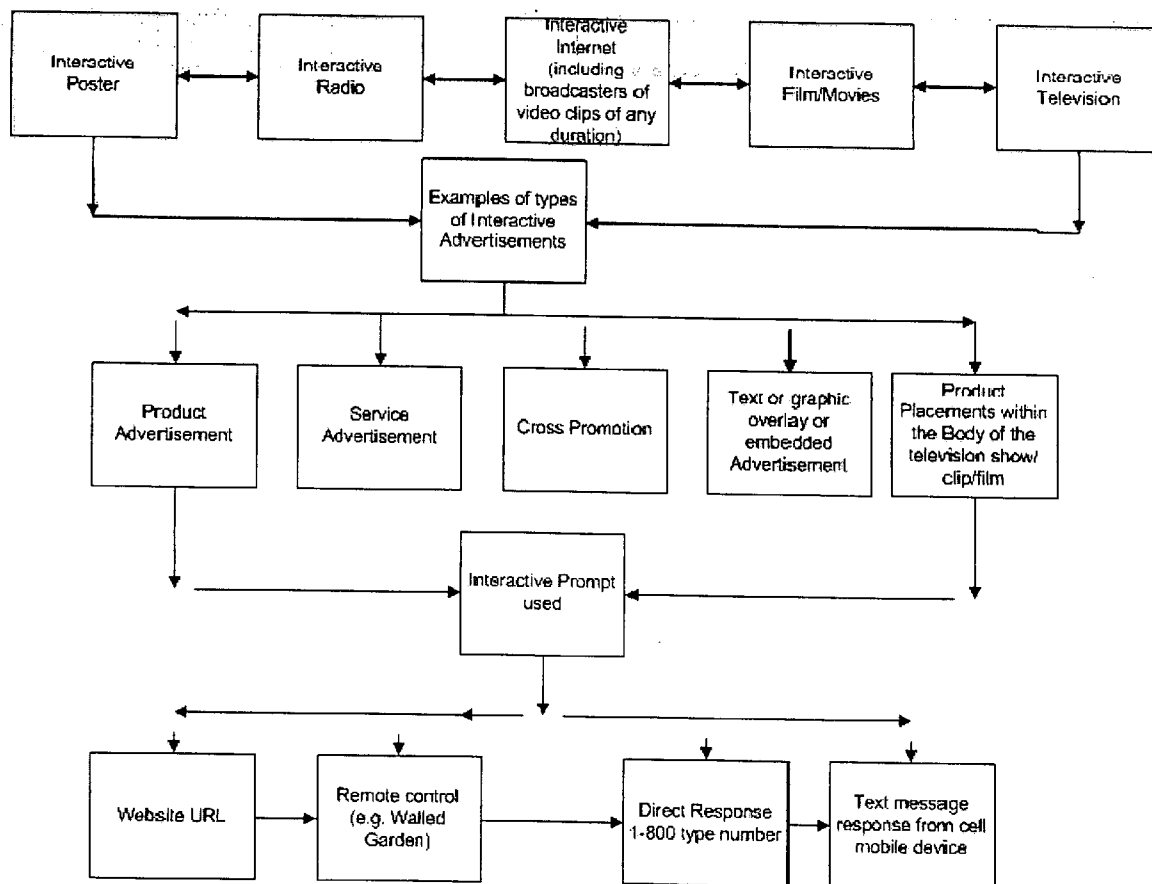 Interactive
Poster
Interactive
Radio
Interactive
Internet
(including
broadcasters of
video clips of any
duration)
Interactive
Film/Movies
Interactive
Television
Examples of types
of Interactive
Advertisements
Product
Advertisement
Service
Advertisement
Cross Promotion
Text or graphic
overlay or
embedded
Advertisement
Product
Placements within
the Body of the
television show/
clip/film
Interactive Prompt
used
Website URL
Remote control
(e.g. Walled
Garden)
Direct Response
1-800 type number
Text message
response from cell
mobile device